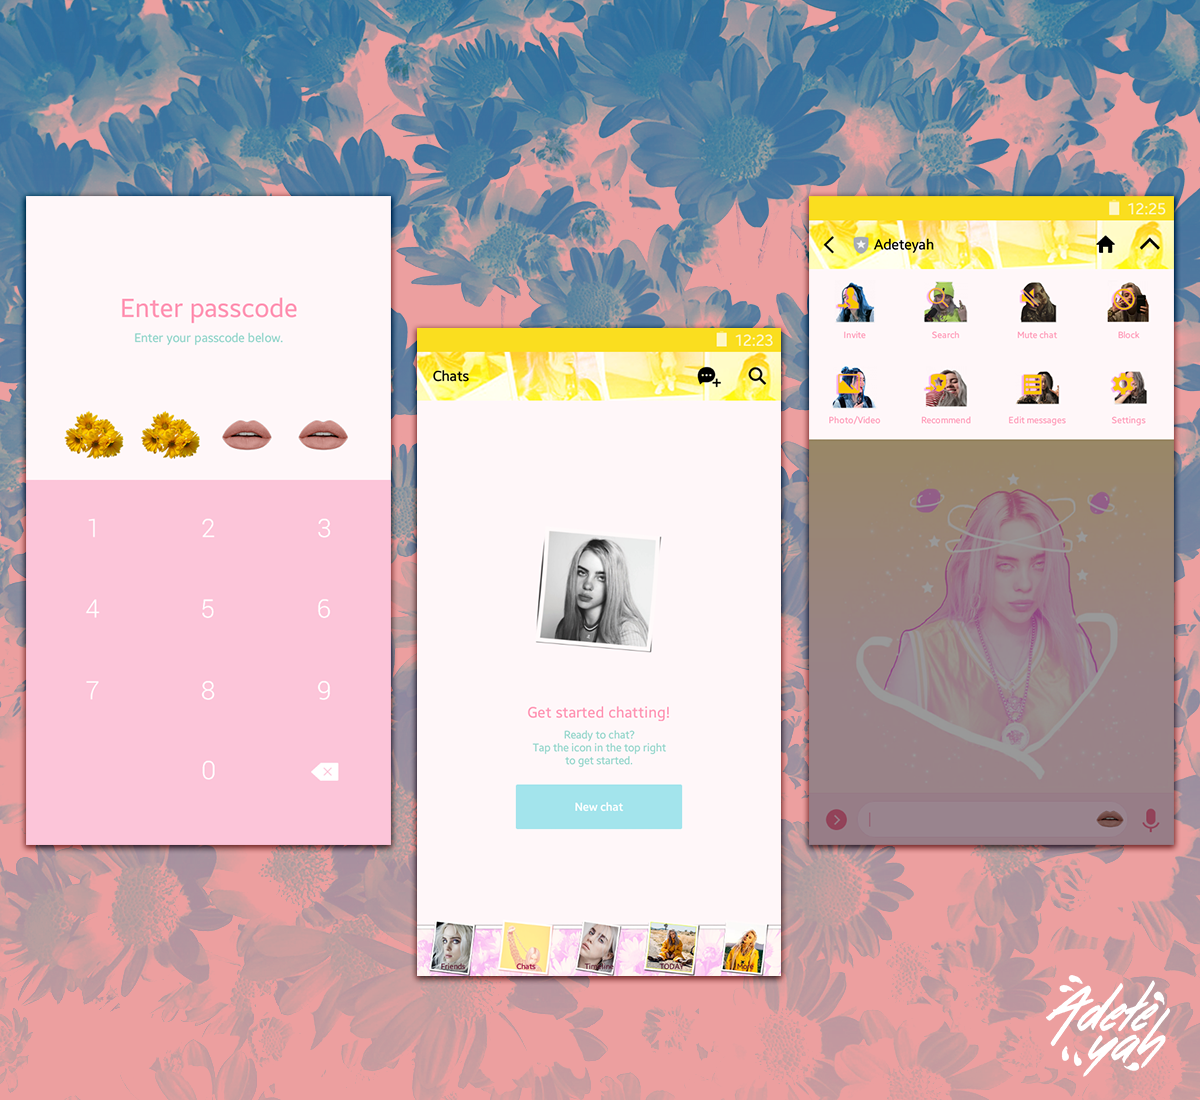 Enter passcode
Enter your passcode below.
1 2 3
4 5 6
7 8 9
0
12:23
Chats
Get started chatting!
Ready to chat?
Tap the icon in the top right
to get started.
New chat
Friends Chats Timeline TODAY More
12:25
Adeteyah
Invite Search Mute chat Block
Photo/Video Recommend Edit messages Settings
Adete
yah